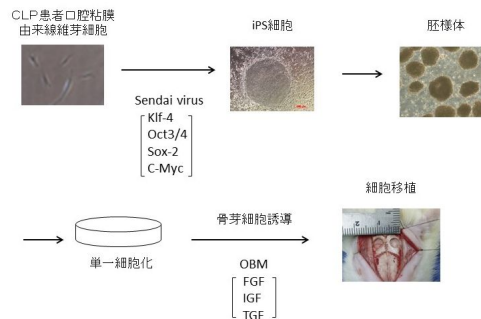 CLP患者口腔粘膜
由来線維芽細胞
iPS細胞
胚様体
Sendai virus
Klf-4
Oct3/4
Sox-2
C-Myc
細胞移植
骨芽細胞誘導
単一細胞化
OBM
FGF
IGF
TGF